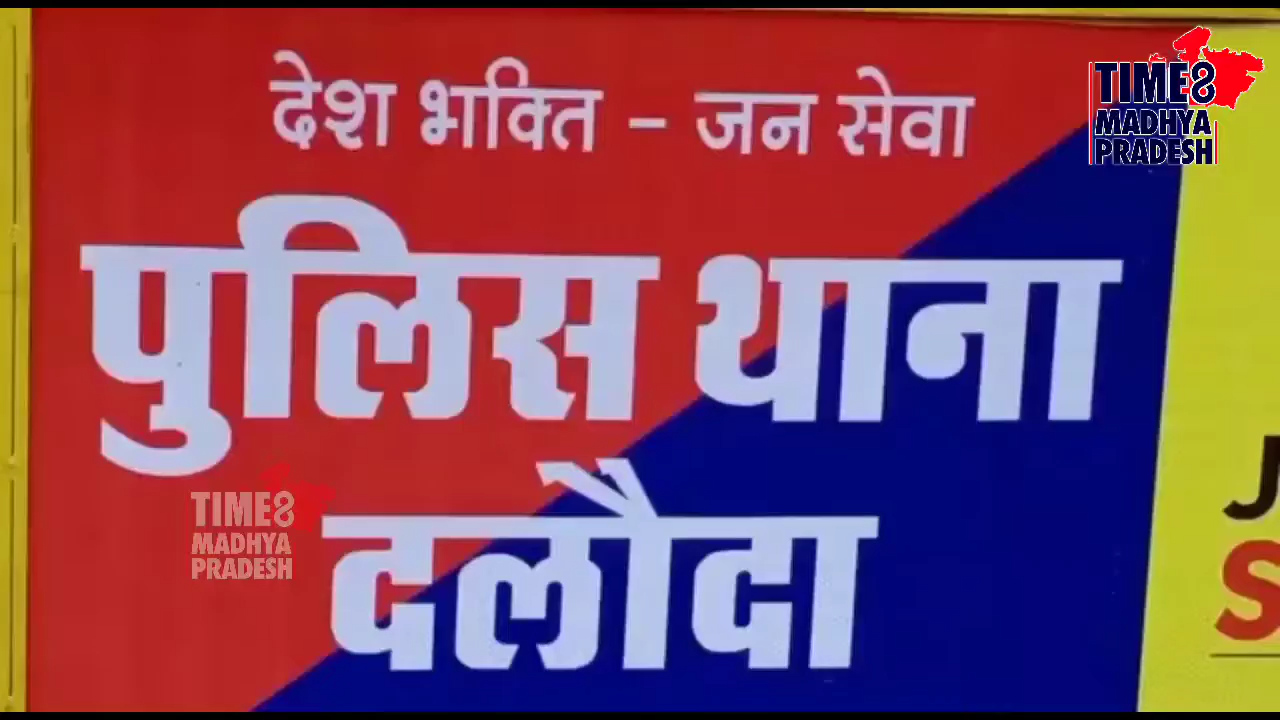 देश भक्ति - जन सेवा
पुलिस थाना
दलौदा
TIME8
MADHYA
PRADESH
TIME8
MADHYA
PRADESH